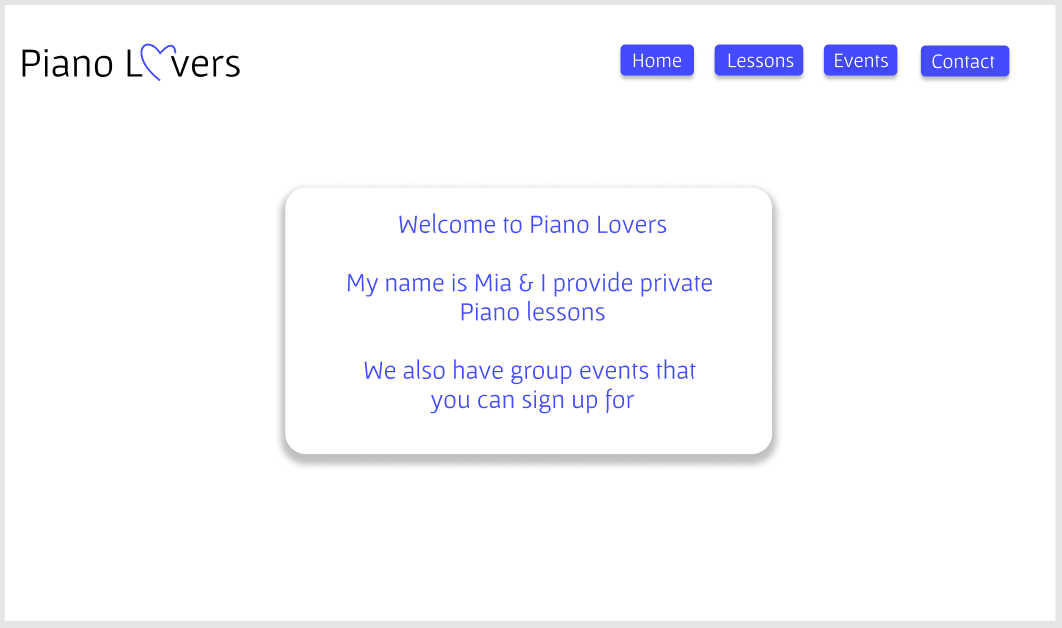 Piano Lovers
Home Lessons Events Contact
Welcome to Piano Lovers
My name is Mia & I provide private
Piano lessons
We also have group events that
you can sign up for